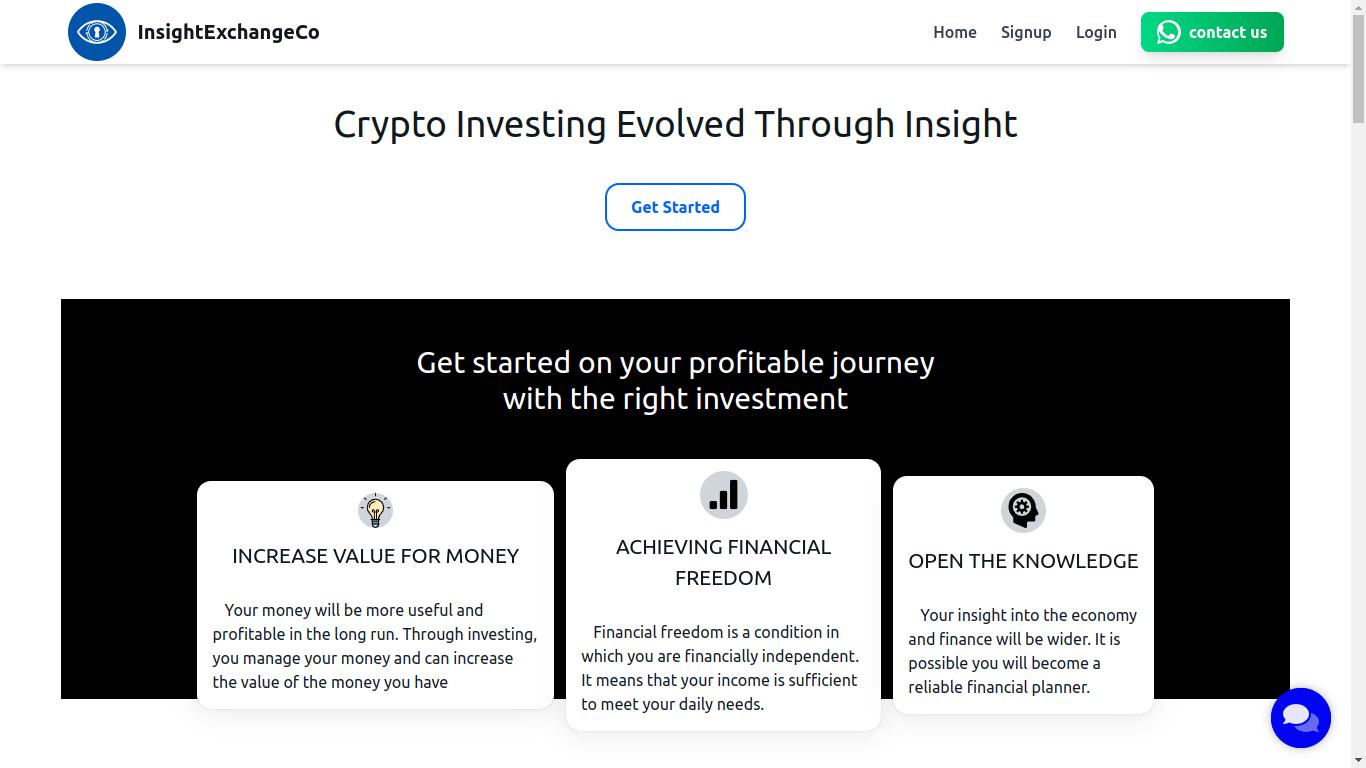 InsightExchangeCo
Home
Signup
Login
contact us
Crypto Investing Evolved Through Insight
Get Started
Get started on your profitable journey
with the right investment
INCREASE VALUE FOR MONEY
Your money will be more useful and
profitable in the long run. Through investing,
you manage your money and can increase
the value of the money you have
ACHIEVING FINANCIAL
FREEDOM
Financial freedom is a condition in
which you are financially independent.
It means that your income is sufficient
to meet your daily needs.
OPEN THE KNOWLEDGE
Your insight into the economy
and finance will be wider. It is
possible you will become a
reliable financial planner.